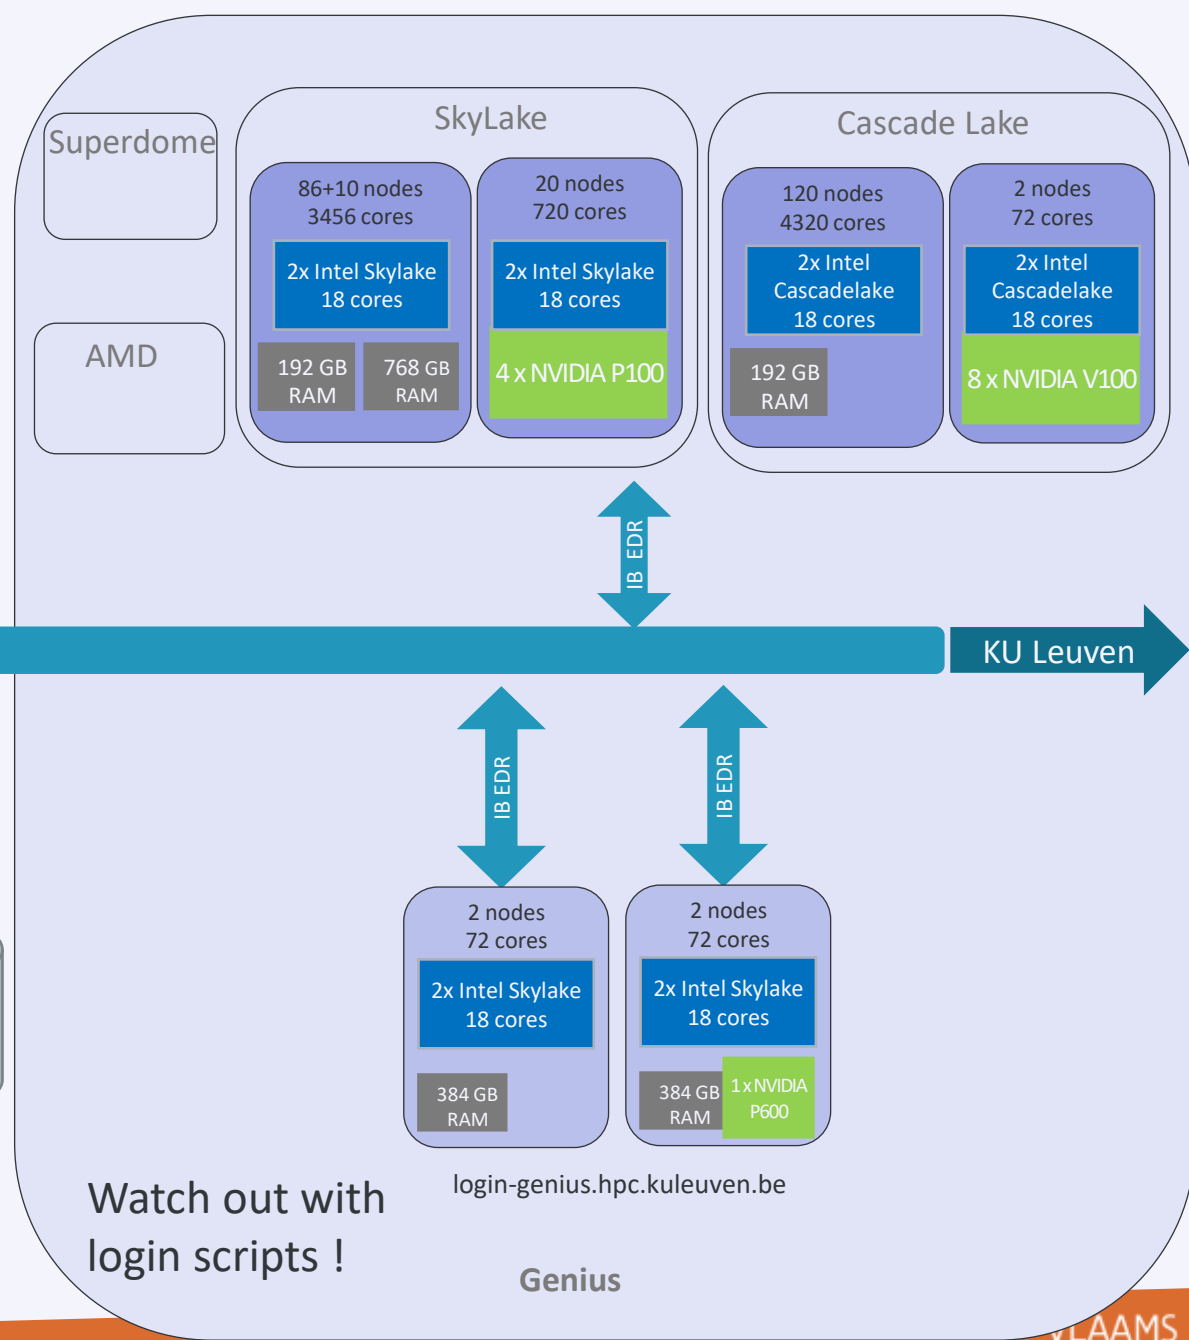 Superdome
AMD
SkyLake
86+10 nodes
3456 cores
2x Intel Skylake
18 cores
192 GB
RAM
768 GB
RAM
20 nodes
720 cores
2x Intel Skylake
18 cores
4 x NVIDIA P100
Cascade Lake
120 nodes
4320 cores
2x Intel
Cascadelake
18 cores
192 GB
RAM
2 nodes
72 cores
2x Intel
Cascadelake
18 cores
8 x NVIDIA V100
IB EDR
KU Leuven
IB EDR
IB EDR
2 nodes
72 cores
2x Intel Skylake
18 cores
384 GB
RAM
2 nodes
72 cores
2x Intel Skylake
18 cores
384 GB
RAM
1 x NVIDIA
P600
login-genius.hpc.kuleuven.be
Watch out with
login scripts !
Genius
VLAAMS